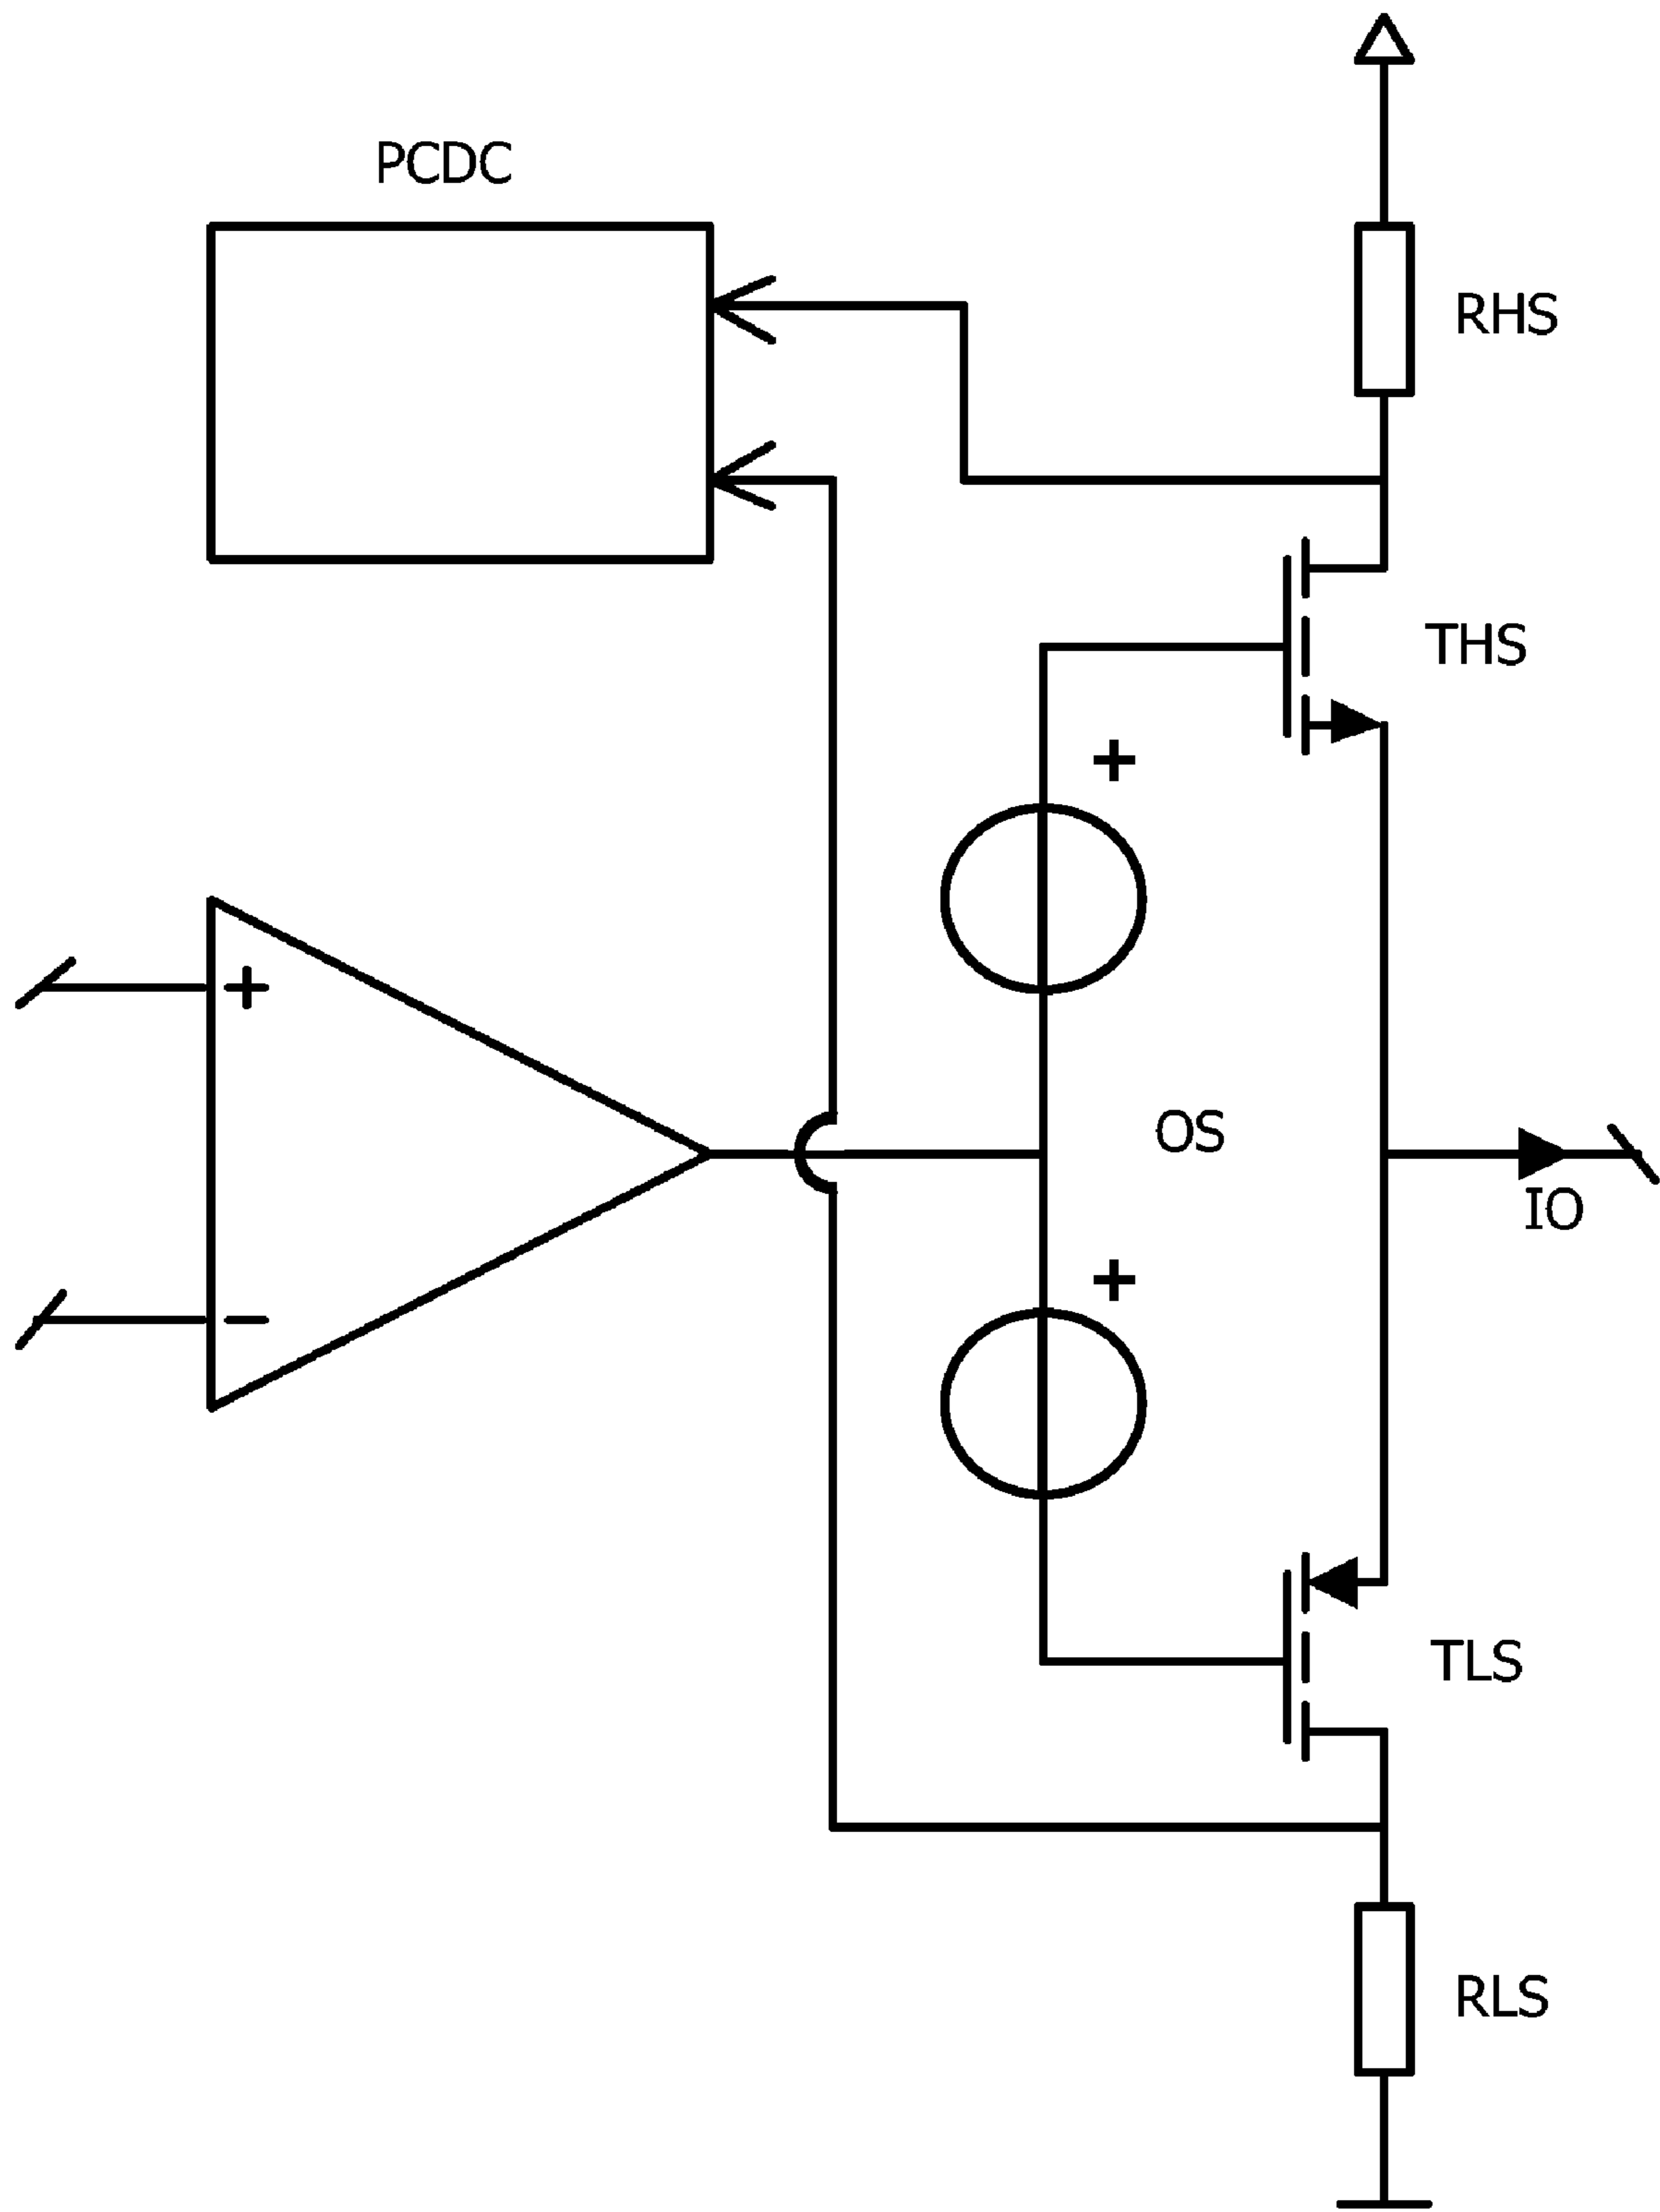 PCDC
RHS
THS
+
+
OS
IO
+
−
TLS
RLS